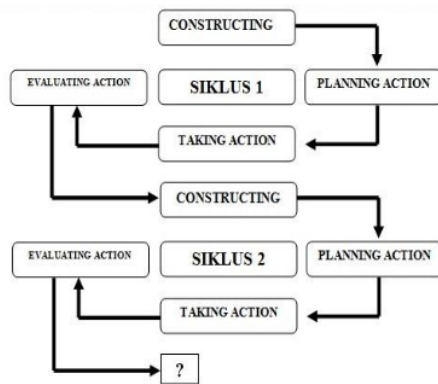 CONSTRUCTING
EVALUATING ACTION
SIKLUS 1
PLANNING ACTION
TAKING ACTION
CONSTRUCTING
EVALUATING ACTION
SIKLUS 2
PLANNING ACTION
TAKING ACTION
?